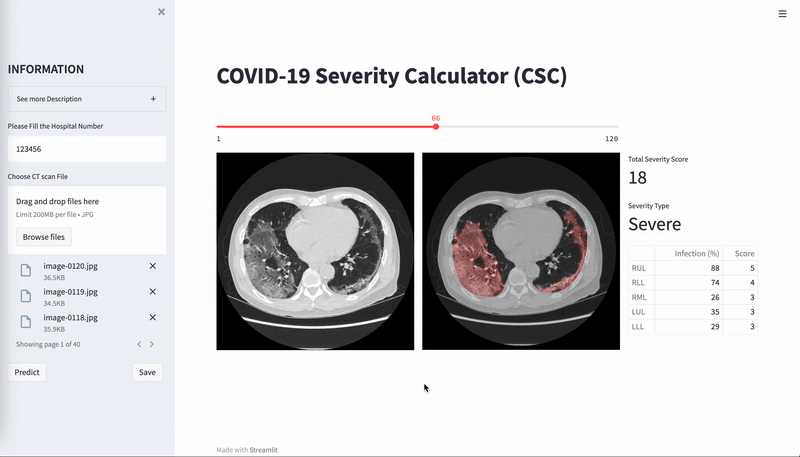 INFORMATION
See more Description +
Please Fill the Hospital Number
123456
Choose CT scan File
Drag and drop files here
Limit 200MB per file • JPG
Browse files
image-0120.jpg
36.5KB
image-0119.jpg
34.5KB
image-0118.jpg
35.9KB
Showing page 1 of 40
Predict Save
COVID-19 Severity Calculator (CSC)
66
1 120
Total Severity Score
18
Severity Type
Severe
Infection (%) Score
RUL 88 5
RLL 74 4
RML 26 3
LUL 35 3
LLL 29 3
Made with Streamlit